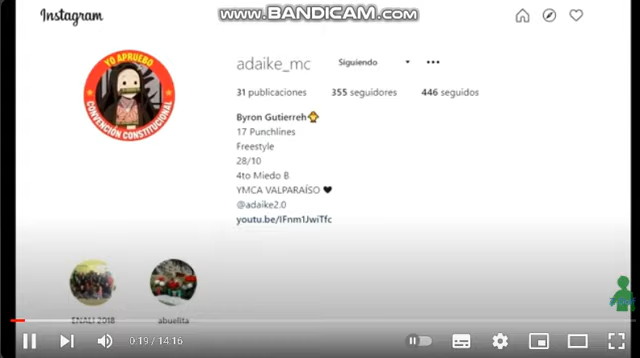 www.BANDICAM.com
Instagram
adaike_mc Siguiendo
31 publicaciones 355 seguidores 446 seguidos
YO APRUEBO
CONVENCIÓN CONSTITUCIONAL
Byron Gutierreh
17 Punchlines
Freestyle
28/10
4to Miedo B
YMCA VALPARAÍSO
@adaike2.0
youtu.be/IFnm1JwiTfc
ENALI 2018 abuelita
0:19 / 14:16